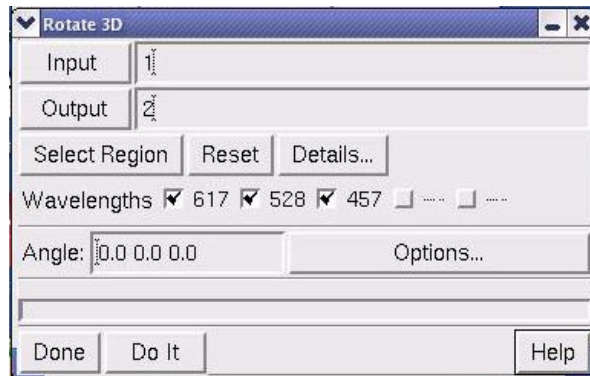 Rotate 3D
Input 1
Output 2
Select Region Reset Details...
Wavelengths 617 528 457 ---- ----
Angle: 0.0 0.0 0.0 Options...
Done Do It Help